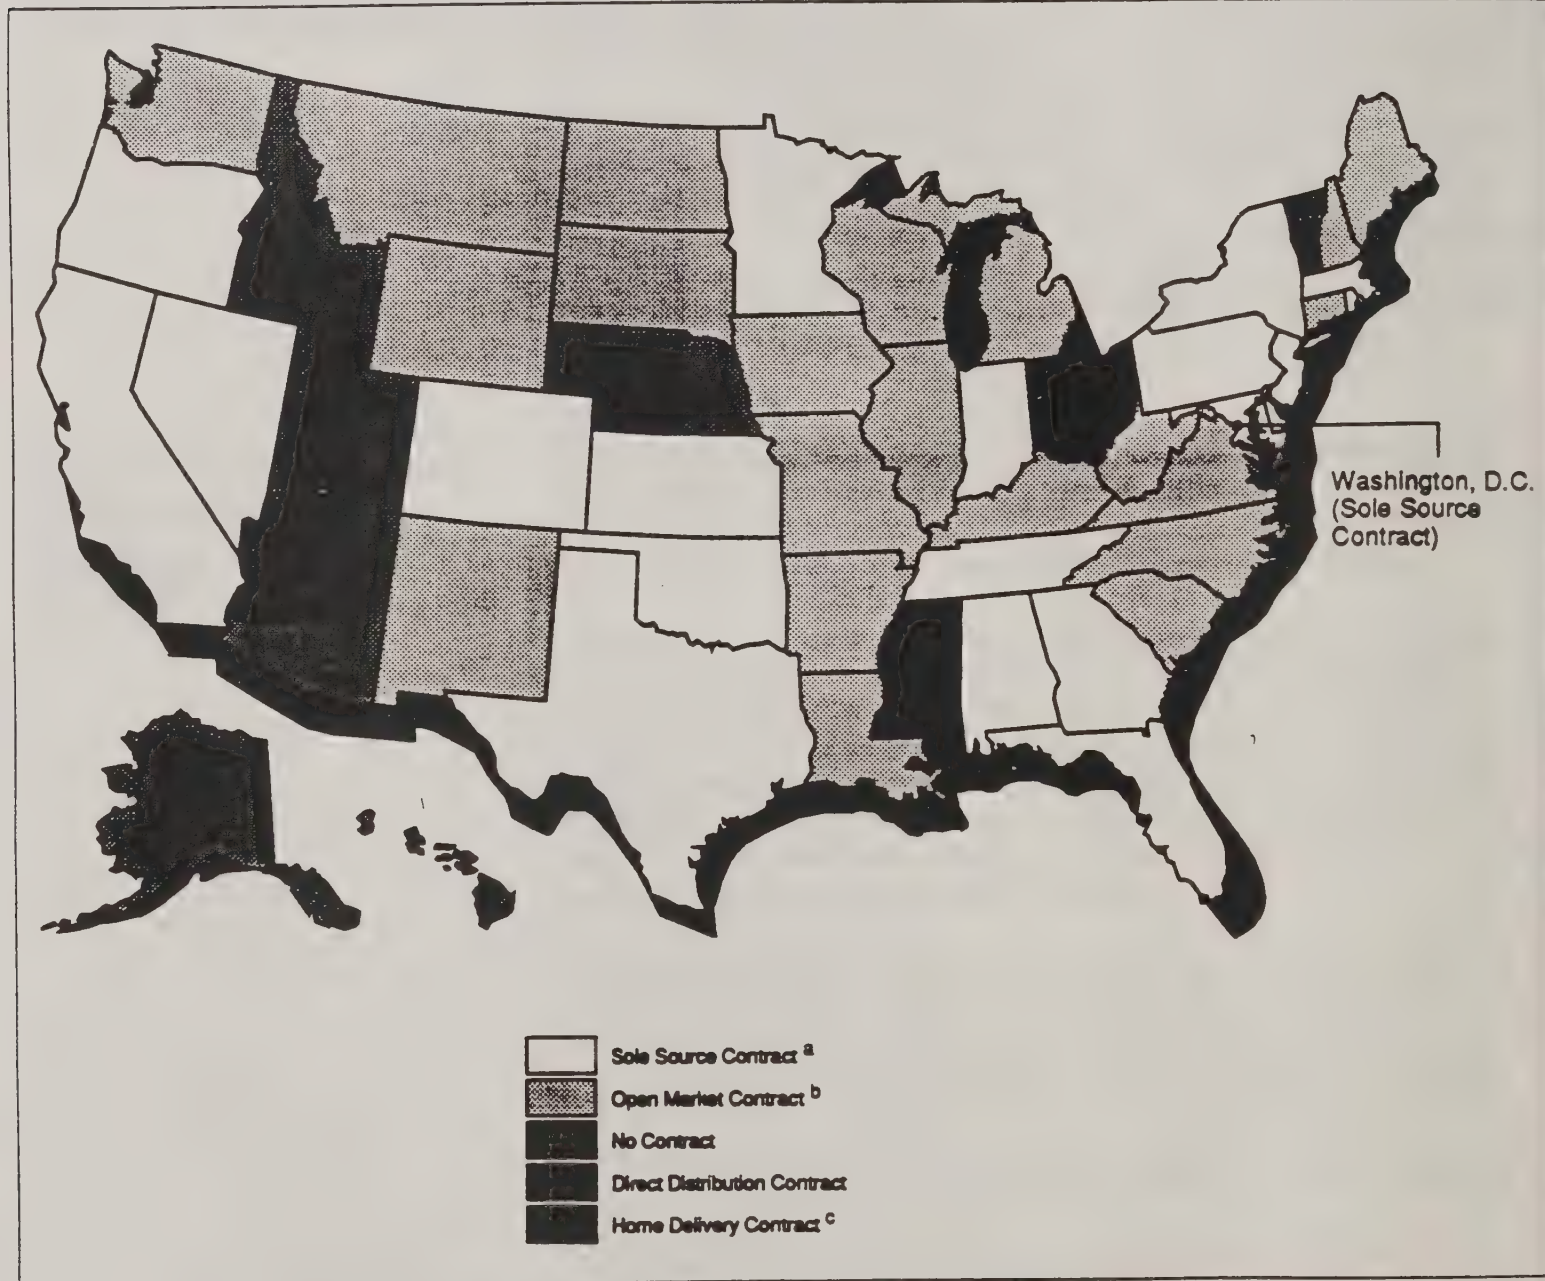 Washington, D.C.
(Sole Source
Contract)
Sole Source Contract a
Open Market Contract b
No Contract
Direct Distribution Contract
Home Delivery Contract c